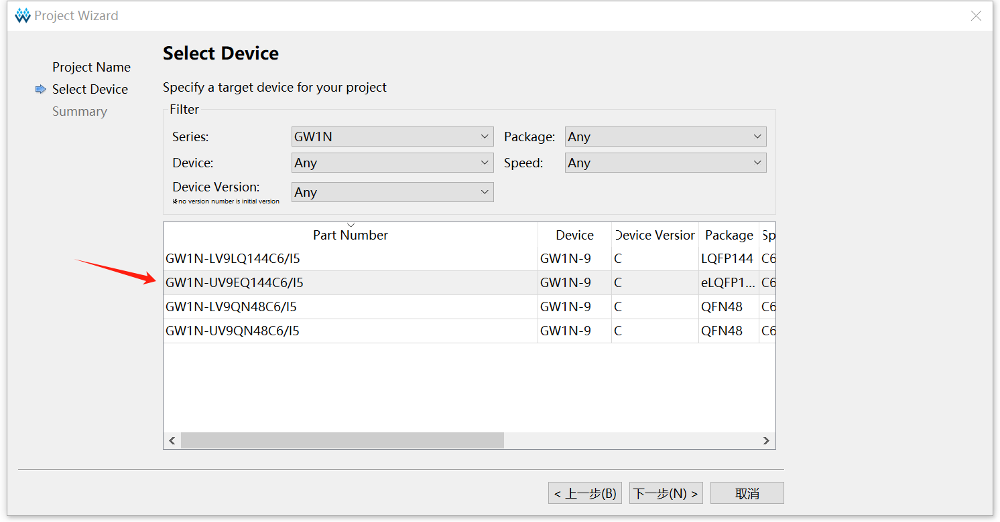 Project Wizard
Project Name
Select Device
Summary
Select Device
Specify a target device for your project
Filter
Series: GW1N Package: Any
Device: Any Speed: Any
Device Version: Any
※no version number is initial version
Part Number Device Device Version Package Sp
GW1N-LV9LQ144C6/I5 GW1N-9 C LQFP144 C6
GW1N-UV9EQ144C6/I5 GW1N-9 C eLQFP1... C6
GW1N-LV9QN48C6/I5 GW1N-9 C QFN48 C6
GW1N-UV9QN48C6/I5 GW1N-9 C QFN48 C6
< 上一步(B) 下一步(N) > 取消